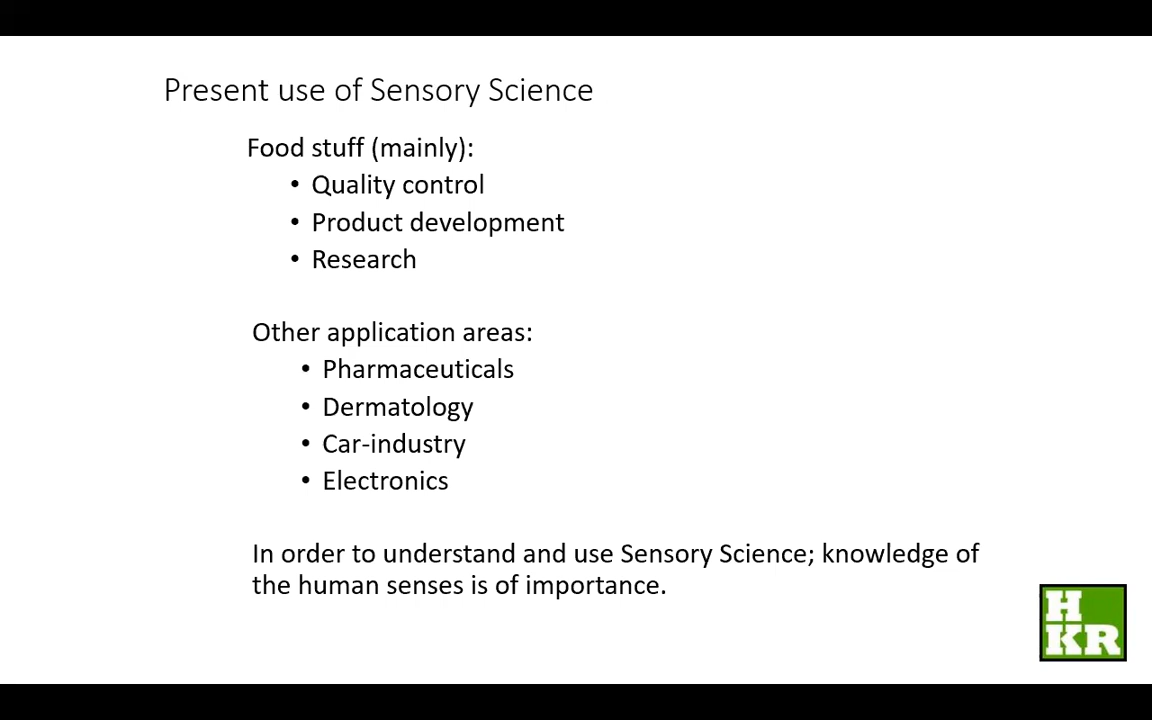 Present use of Sensory Science
Food stuff (mainly):
• Quality control
• Product development
• Research
Other application areas:
• Pharmaceuticals
• Dermatology
• Car-industry
• Electronics
In order to understand and use Sensory Science; knowledge of
the human senses is of importance.
H
KR